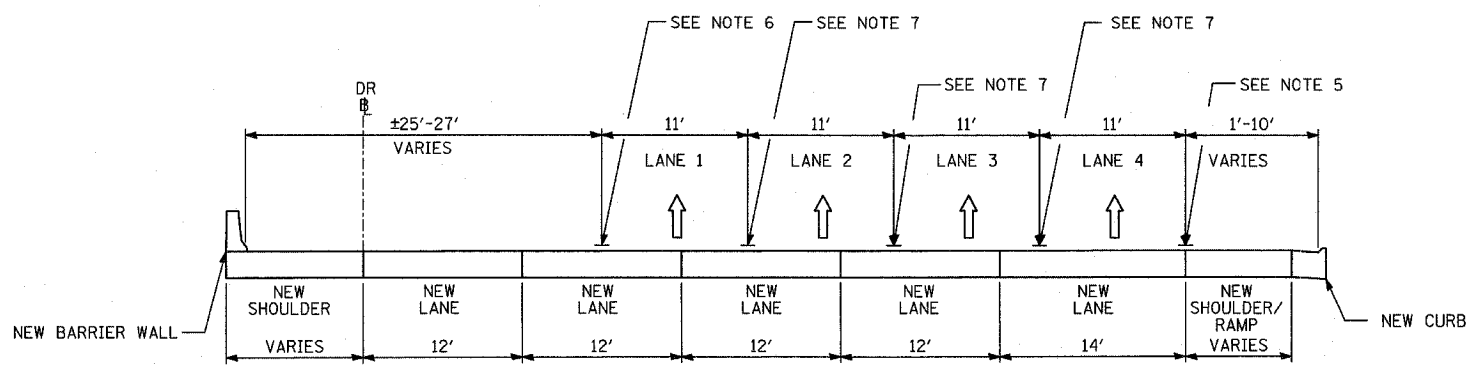 SEE NOTE 6
SEE NOTE 7
SEE NOTE 7
SEE NOTE 7
SEE NOTE 5
DR
±25'-27'
VARIES
11'
11'
11'
11'
1'-10'
VARIES
LANE 1
LANE 2
LANE 3
LANE 4
NEW BARRIER WALL
NEW
SHOULDER
VARIES
NEW
LANE
12'
NEW
LANE
12'
NEW
LANE
12'
NEW
LANE
12'
NEW
LANE
14'
NEW
SHOULDER/
RAMP
VARIES
NEW CURB